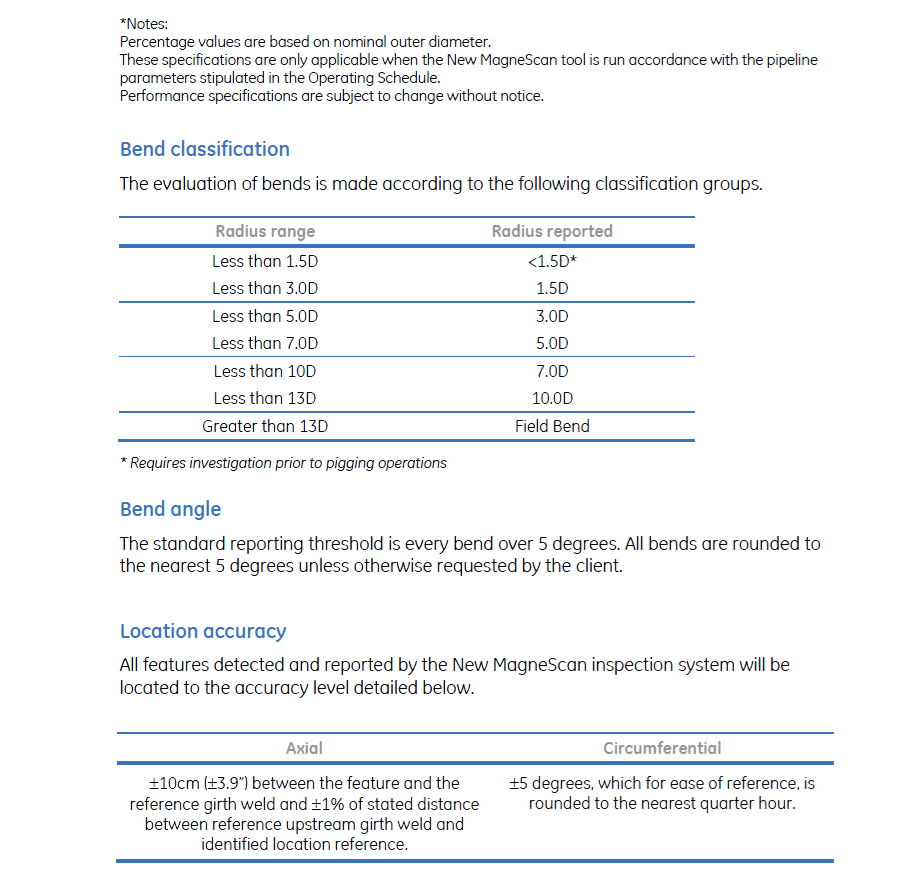 *Notes:
Percentage values are based on nominal outer diameter.
These specifications are only applicable when the New MagneScan tool is run accordance with the pipeline
parameters stipulated in the Operating Schedule.
Performance specifications are subject to change without notice.
Bend classification
The evaluation of bends is made according to the following classification groups.
Radius range Radius reported
Less than 1.5D <1.5D*
Less than 3.0D 1.5D
Less than 5.0D 3.0D
Less than 7.0D 5.0D
Less than 10D 7.0D
Less than 13D 10.0D
Greater than 13D Field Bend
* Requires investigation prior to pigging operations
Bend angle
The standard reporting threshold is every bend over 5 degrees. All bends are rounded to
the nearest 5 degrees unless otherwise requested by the client.
Location accuracy
All features detected and reported by the New MagneScan inspection system will be
located to the accuracy level detailed below.
Axial Circumferential
±10cm (±3.9") between the feature and the ±5 degrees, which for ease of reference, is
reference girth weld and ±1% of stated distance rounded to the nearest quarter hour.
between reference upstream girth weld and
identified location reference.